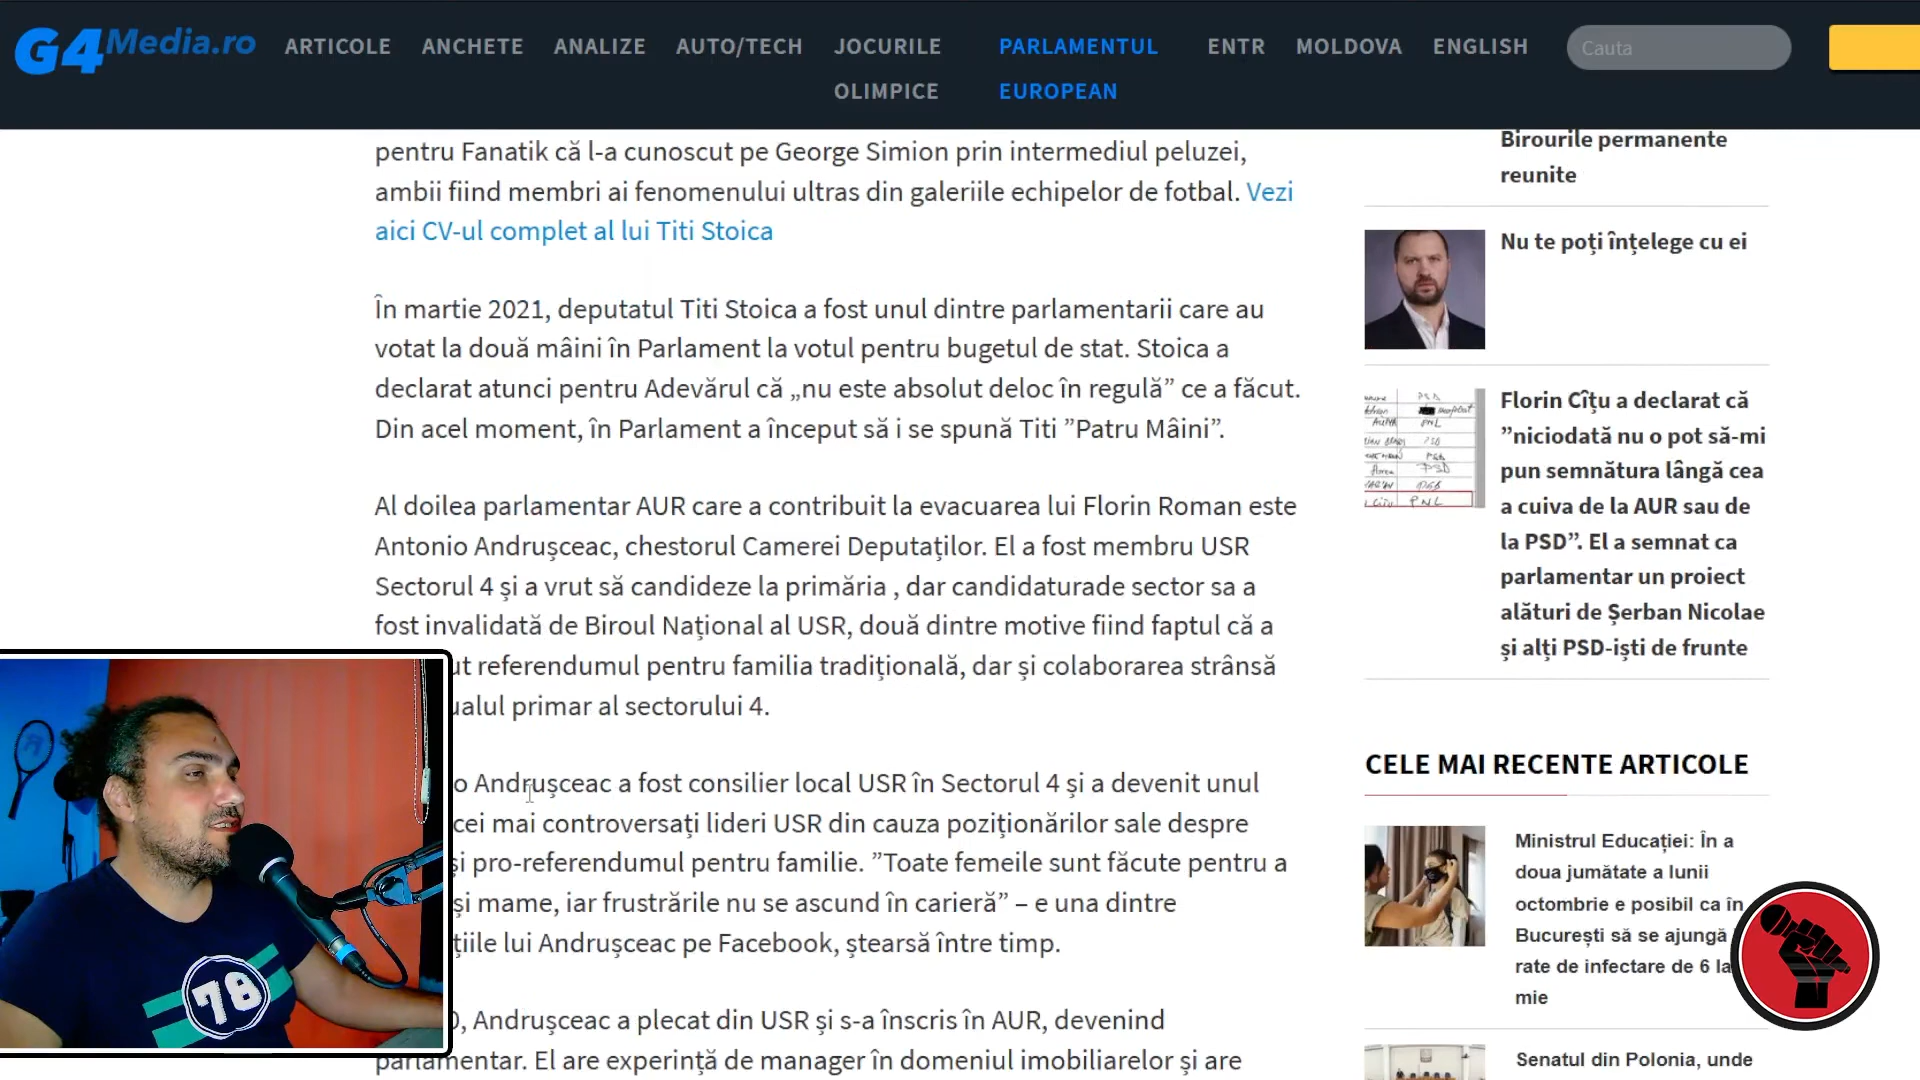 G4Media.ro
ARTICOLE
ANCHETE
ANALIZE
AUTO/TECH
JOCURILE
OLIMPICE
PARLAMENTUL
EUROPEAN
ENTR
MOLDOVA
ENGLISH
Cauta
pentru Fanatik că l-a cunoscut pe George Simion prin intermediul peluzei,
ambii fiind membri ai fenomenului ultras din galeriile echipelor de fotbal. Vezi
aici CV-ul complet al lui Titi Stoica
În martie 2021, deputatul Titi Stoica a fost unul dintre parlamentarii care au
votat la două mâini în Parlament la votul pentru bugetul de stat. Stoica a
declarat atunci pentru Adevărul că „nu este absolut deloc în regulă” ce a făcut.
Din acel moment, în Parlament a început să i se spună Titi ”Patru Mâini”.
Al doilea parlamentar AUR care a contribuit la evacuarea lui Florin Roman este
Antonio Andrușceac, chestorul Camerei Deputaților. El a fost membru USR
Sectorul 4 și a vrut să candideze la primăria , dar candidaturade sector sa a
fost invalidată de Biroul Național al USR, două dintre motive fiind faptul că a
ut referendumul pentru familia tradițională, dar și colaborarea strânsă
ualul primar al sectorului 4.
o Andrușceac a fost consilier local USR în Sectorul 4 și a devenit unul
cei mai controversați lideri USR din cauza poziționărilor sale despre
și pro-referendumul pentru familie. ”Toate femeile sunt făcute pentru a
și mame, iar frustrările nu se ascund în carieră” – e una dintre
țiile lui Andrușceac pe Facebook, ștearsă între timp.
0, Andrușceac a plecat din USR și s-a înscris în AUR, devenind
parlamentar. El are experință de manager în domeniul imobiliarelor și are
Birourile permanente
reunite
Nu te poți înțelege cu ei
Florin Cîțu a declarat că
”niciodată nu o pot să-mi
pun semnătura lângă cea
a cuiva de la AUR sau de
la PSD”. El a semnat ca
parlamentar un proiect
alături de Șerban Nicolae
și alți PSD-iști de frunte
PSD
PNL
PSD
PNL
CELE MAI RECENTE ARTICOLE
Ministrul Educației: În a
doua jumătate a lunii
octombrie e posibil ca în
București să se ajungă
rate de infectare de 6 la
mie
Senatul din Polonia, unde
78